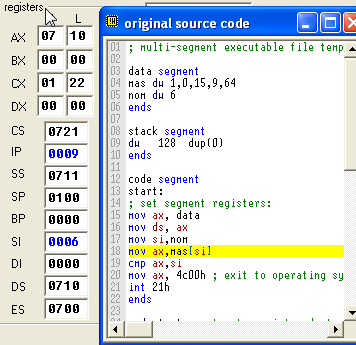 registers
H L
AX 07 10
BX 00 00
CX 01 22
DX 00 00
CS 0721
IP 0009
SS 0711
SP 0100
BP 0000
SI 0006
DI 0000
DS 0710
ES 0700
original source code
01 ; multi-segment executable file temp
02
03 data segment
04 mas dw 1,0,15,9,64
05 nom dw 6
06 ends
07
08 stack segment
09 dw 128 dup(0)
10 ends
11
12 code segment
13 start:
14 ; set segment registers:
15 mov ax, data
16 mov ds, ax
17 mov si,nom
18 mov ax,mas[si]
19 cmp ax,si
20 mov ax, 4c00h ; exit to operating sy
21 int 21h
22 ends
23